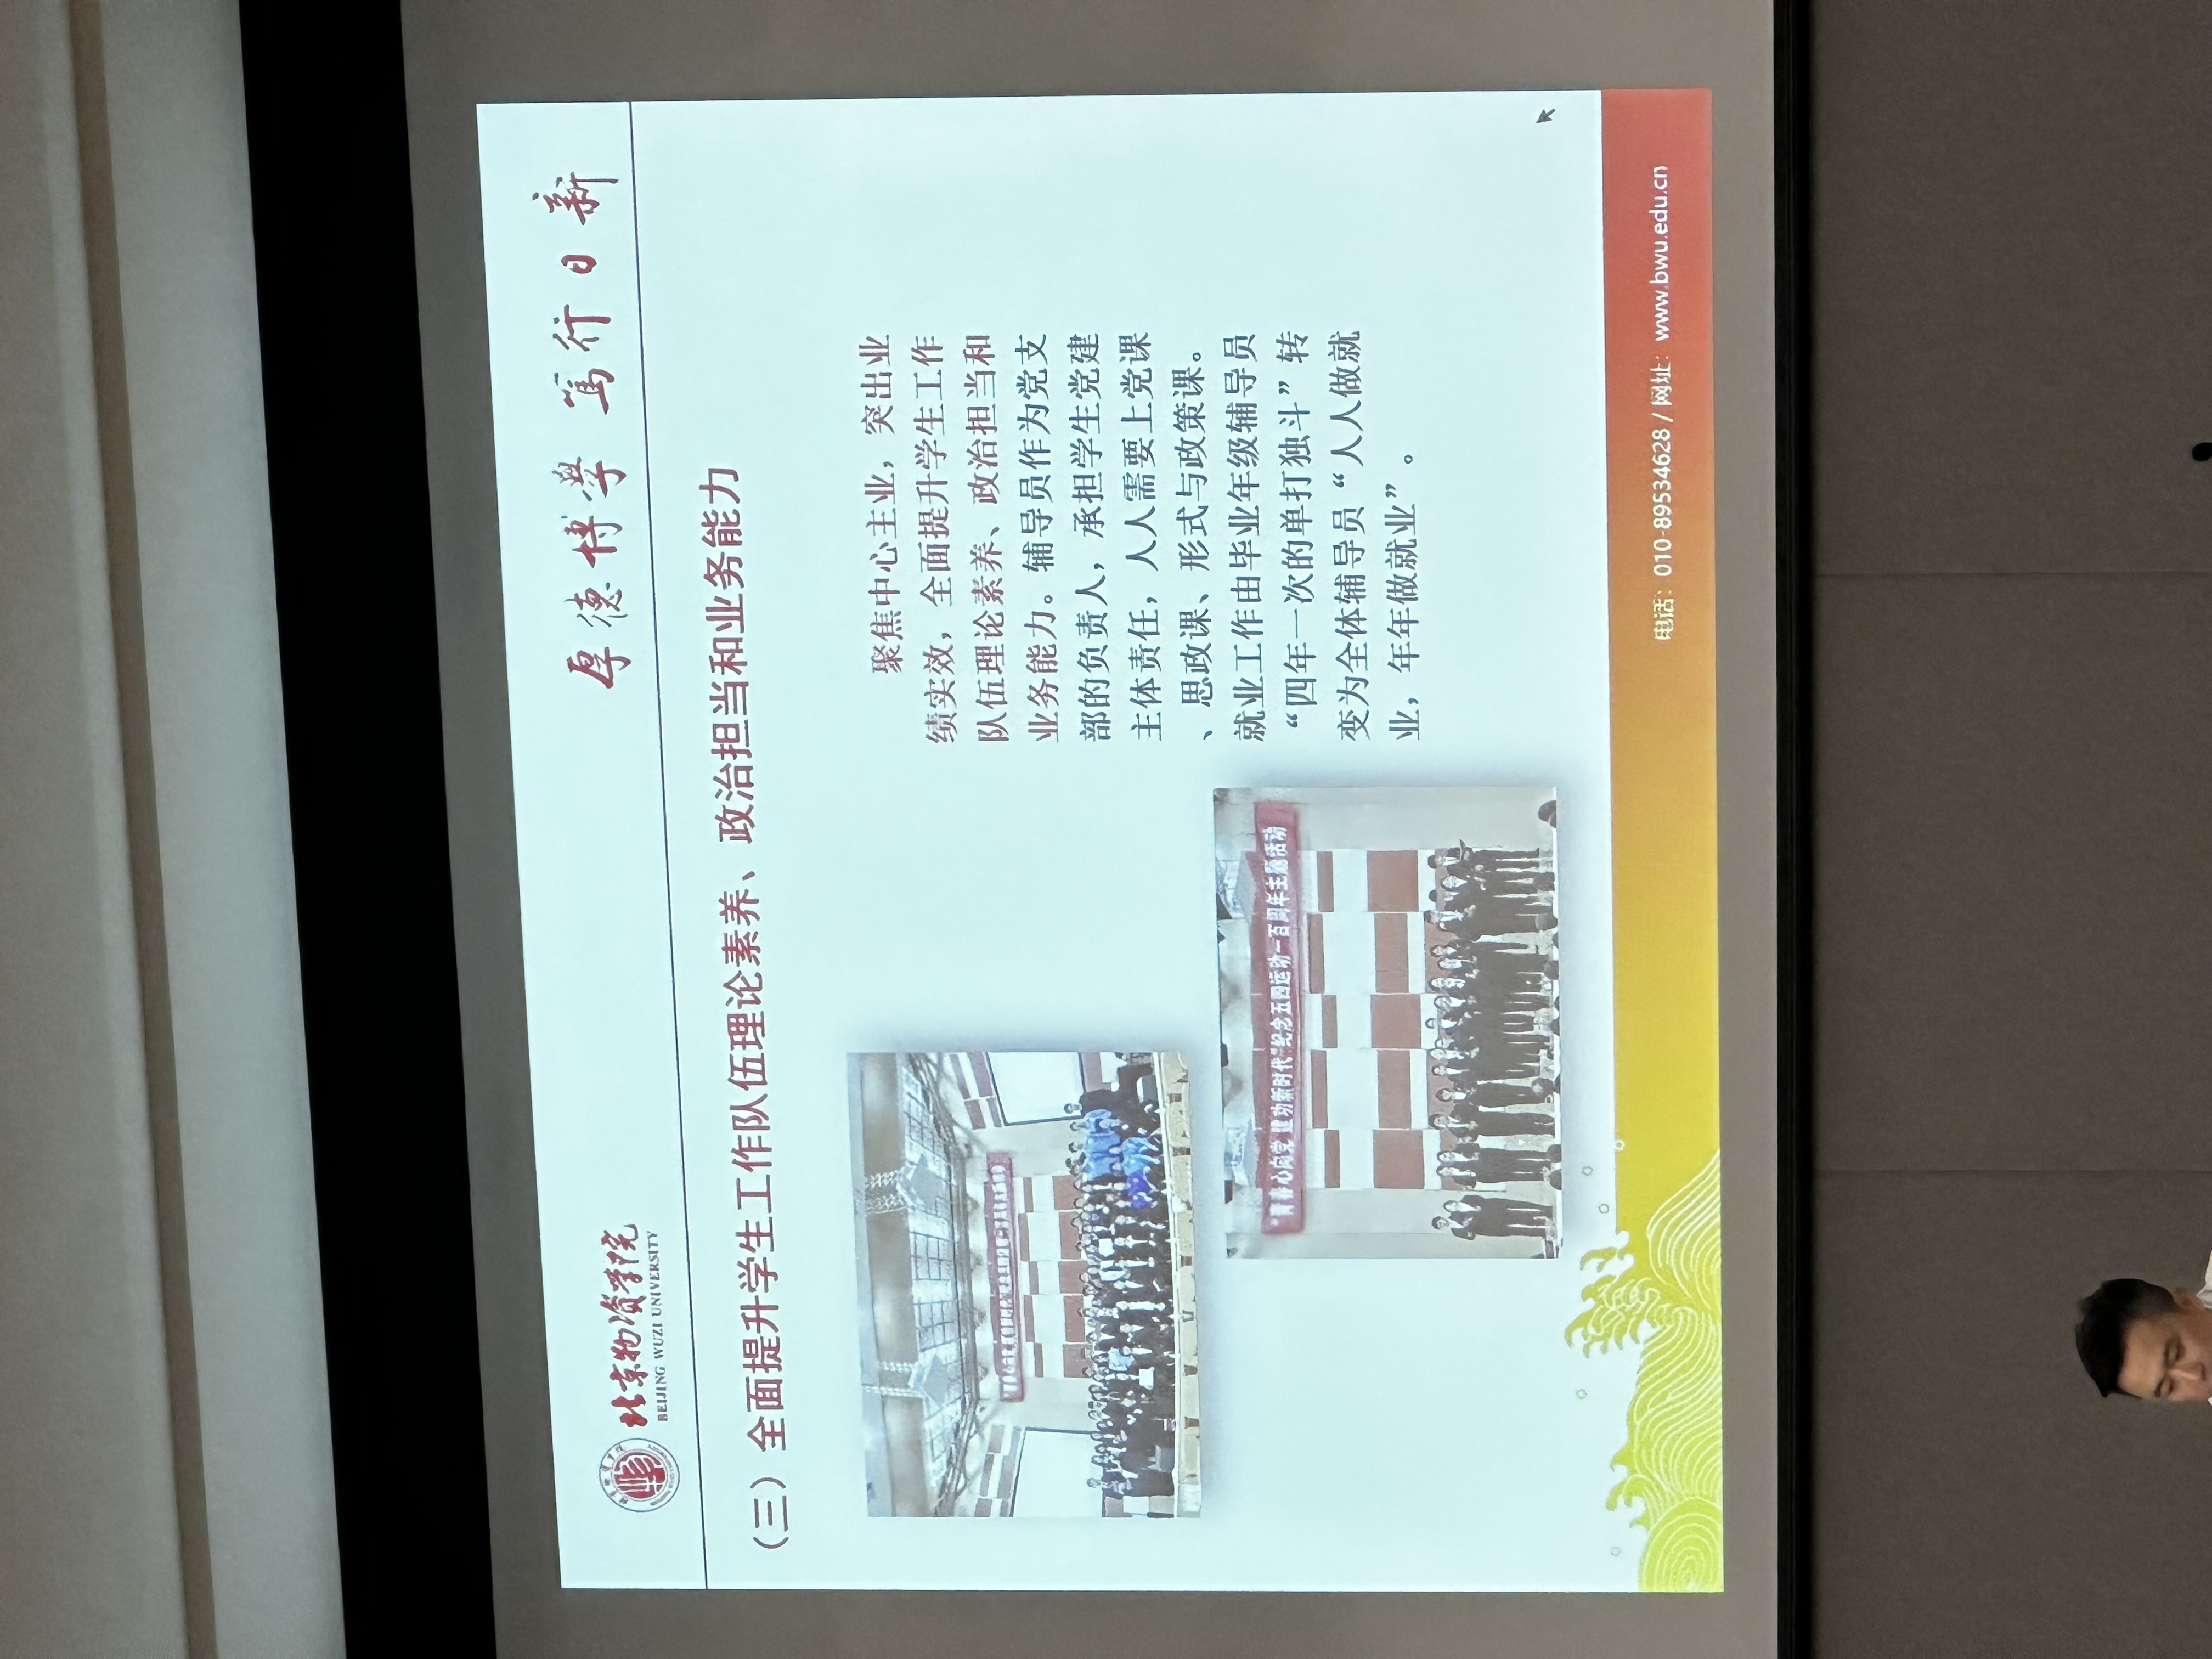 北京物资学院
BEIJING WUZI UNIVERSITY
厚德博學 篤行日新
（三）全面提升学生工作队伍理论素养、政治担当和业务能力
聚焦中心主业，突出业
绩实效，全面提升学生工作
队伍理论素养、政治担当和
业务能力。辅导员作为党支
部的负责人，承担学生党建
主体责任，人人需要上党课
、思政课、形式与政策课。
就业工作由毕业年级辅导员
“四年一次的单打独斗”转
变为全体辅导员“人人做就
业，年年做就业”。
“青春心向党 建功新时代”纪念五四运动一百周年主题活动
电话：010-89534628 / 网址：www.bwu.edu.cn